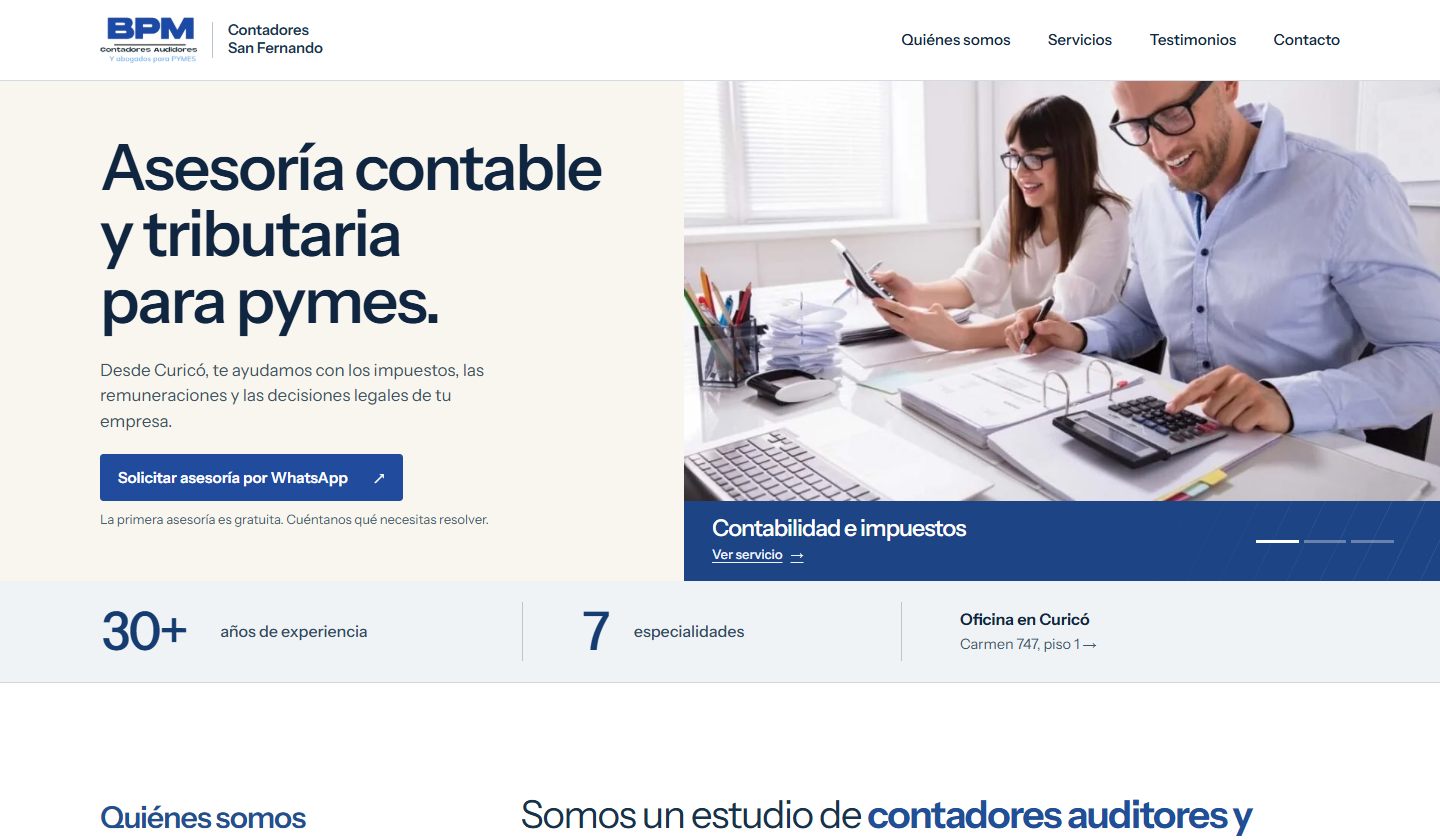 BPM
Contadores Auditores
Y abogados para PYMES
Contadores
San Fernando
Quiénes somos
Servicios
Testimonios
Contacto
Asesoría contable
y tributaria
para pymes.
Desde Curicó, te ayudamos con los impuestos, las
remuneraciones y las decisiones legales de tu
empresa.
Solicitar asesoría por WhatsApp ↗
La primera asesoría es gratuita. Cuéntanos qué necesitas resolver.
Contabilidad e impuestos
Ver servicio →
30+ años de experiencia
7 especialidades
Oficina en Curicó
Carmen 747, piso 1 →
Quiénes somos
Somos un estudio de contadores auditores y